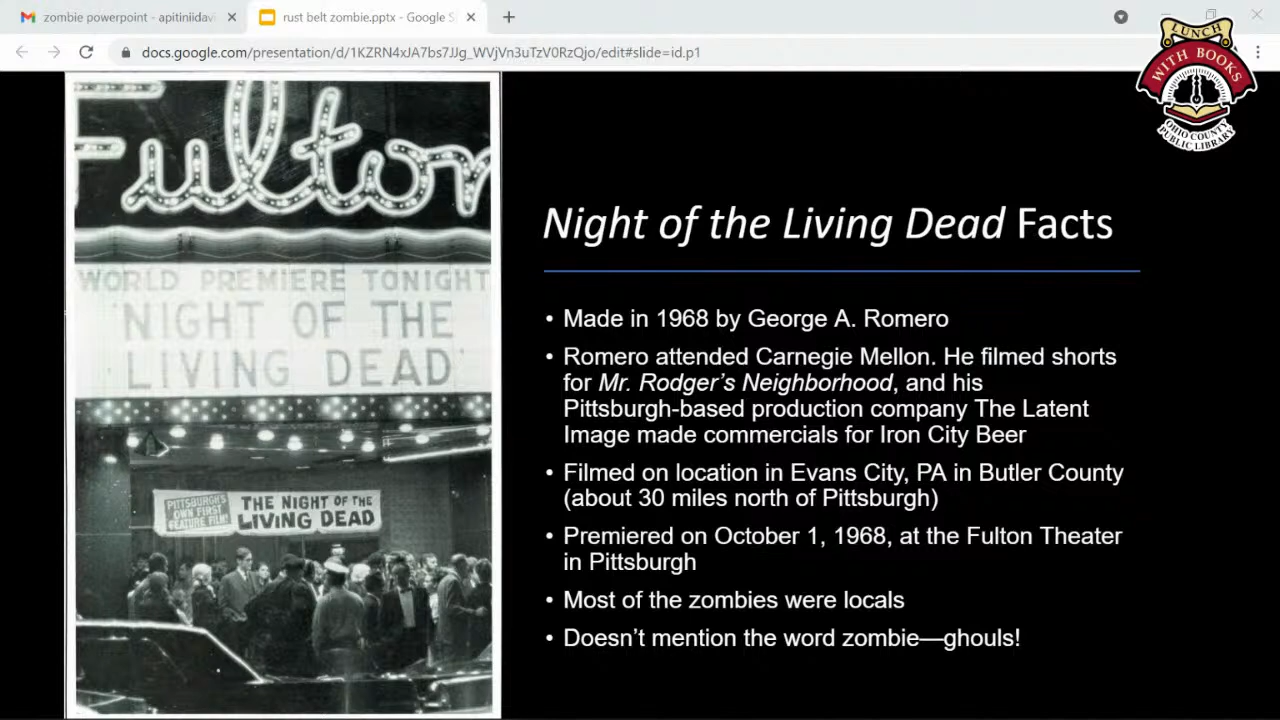 zombie powerpoint - apitiniidav
rust belt zombie.pptx - Google S
docs.google.com/presentation/d/1KZRN4xJA7bs7JJg_WVjVn3uTzV0RzQjo/edit#slide=id.p1
LUNCH
WITH BOOKS
OHIO COUNTY
PUBLIC LIBRARY
Fulton
WORLD PREMIERE TONIGHT
'NIGHT OF THE
LIVING DEAD'
PITTSBURGH'S
OWN FIRST
FEATURE FILM!
THE NIGHT OF THE
LIVING DEAD
Night of the Living Dead Facts
• Made in 1968 by George A. Romero
• Romero attended Carnegie Mellon. He filmed shorts
for Mr. Rodger's Neighborhood, and his
Pittsburgh-based production company The Latent
Image made commercials for Iron City Beer
• Filmed on location in Evans City, PA in Butler County
(about 30 miles north of Pittsburgh)
• Premiered on October 1, 1968, at the Fulton Theater
in Pittsburgh
• Most of the zombies were locals
• Doesn't mention the word zombie—ghouls!